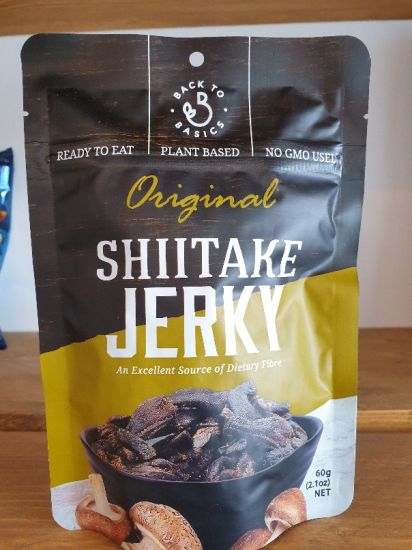 BACK TO
BB
BASICS
READY TO EAT
PLANT BASED
NO GMO USED
Original
SHIITAKE
JERKY
An Excellent Source of Dietary Fibre
60g
(2.1oz)
NET